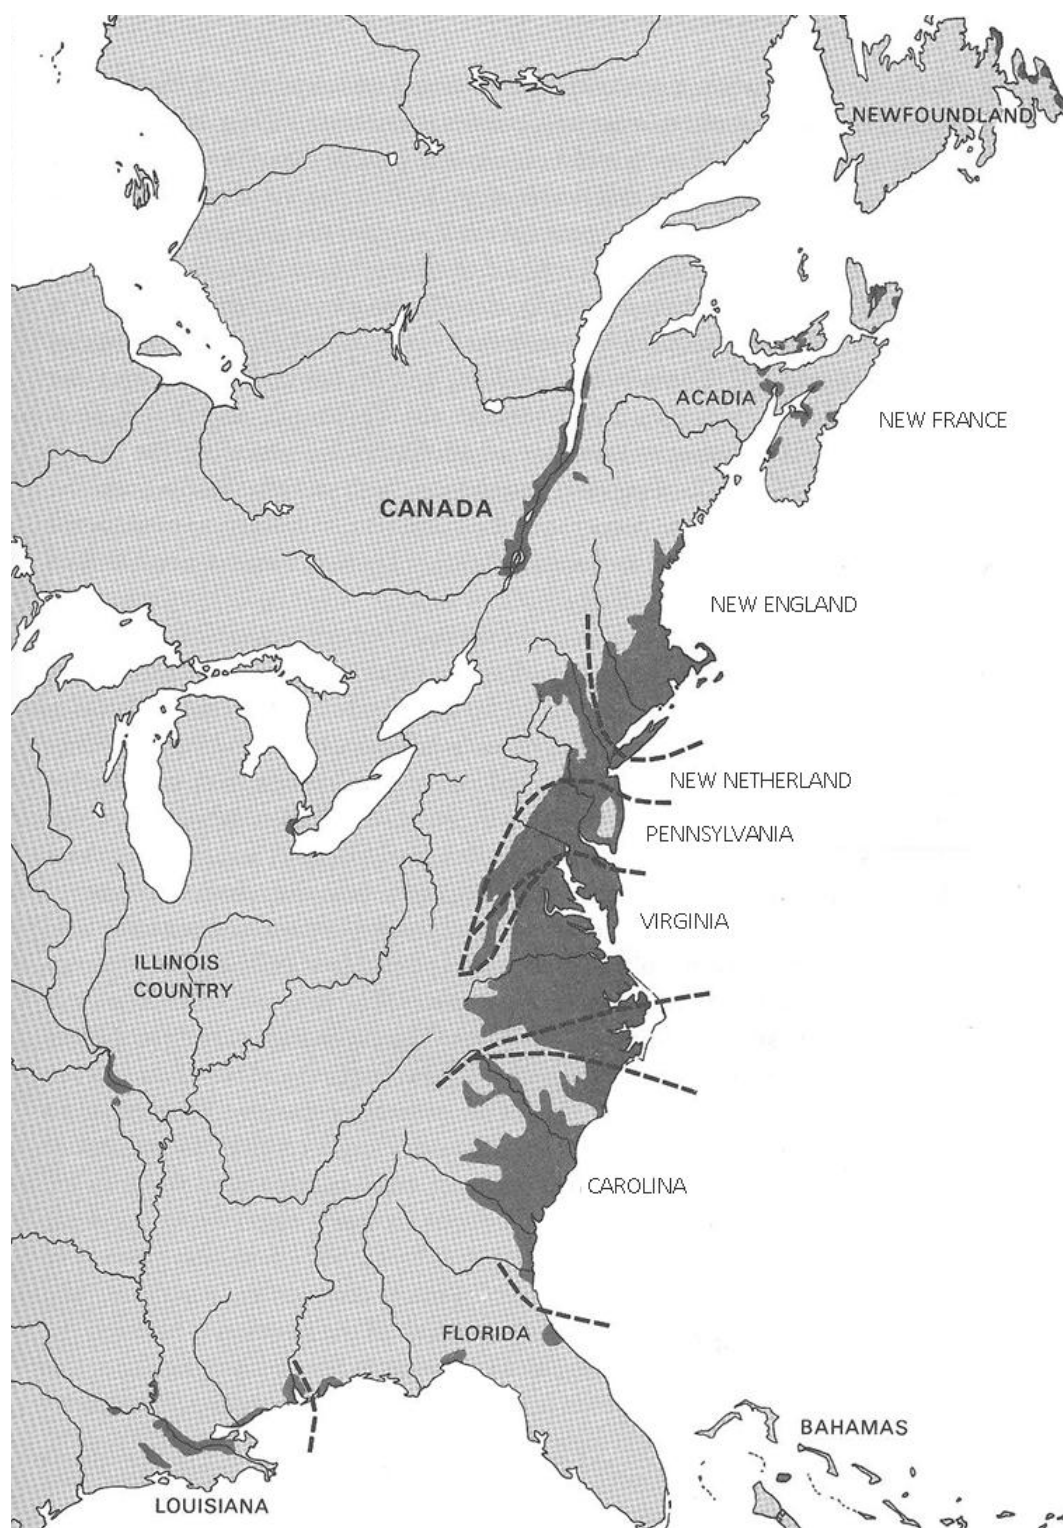 NEWFOUNDLAND
ACADIA
NEW FRANCE
CANADA
NEW ENGLAND
NEW NETHERLAND
PENNSYLVANIA
VIRGINIA
ILLINOIS
COUNTRY
CAROLINA
FLORIDA
BAHAMAS
LOUISIANA